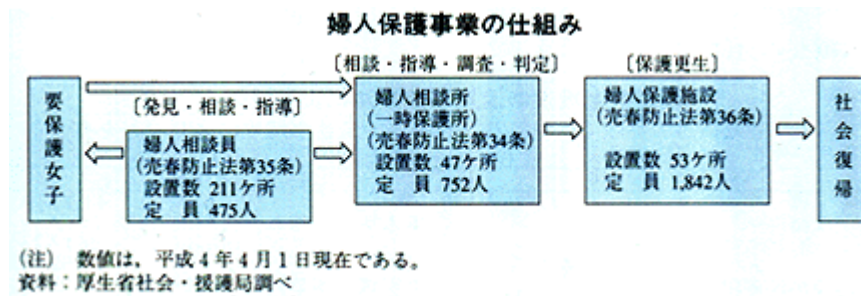 婦人保護事業の仕組み
〔相談・指導・調査・判定〕
〔保護更生〕
〔発見・相談・指導〕
要保護女子
婦人相談員
(売春防止法第35条)
設置数 211ケ所
定　員 475人
婦人相談所
(一時保護所)
(売春防止法第34条)
設置数 47ケ所
定　員 752人
婦人保護施設
(売春防止法第36条)
設置数 53ケ所
定　員 1,842人
社会復帰
(注)　数値は、平成4年4月1日現在である。
資料：厚生省社会・援護局調べ